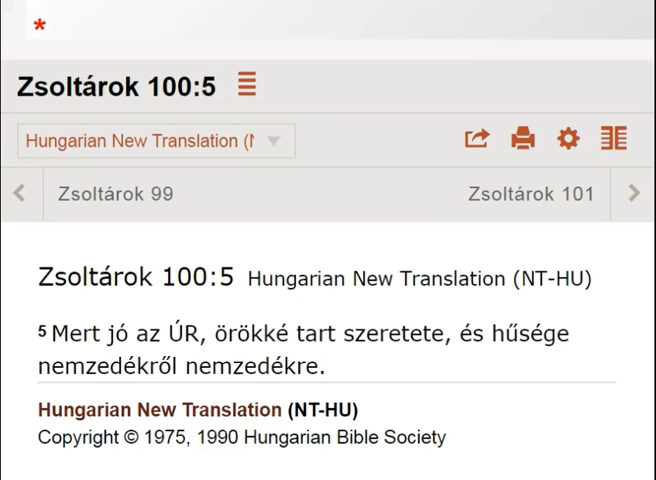 *
Zsoltárok 100:5
Hungarian New Translation (N
Zsoltárok 99
Zsoltárok 101
Zsoltárok 100:5 Hungarian New Translation (NT-HU)
5 Mert jó az ÚR, örökké tart szeretete, és hűsége
nemzedékről nemzedékre.
Hungarian New Translation (NT-HU)
Copyright © 1975, 1990 Hungarian Bible Society